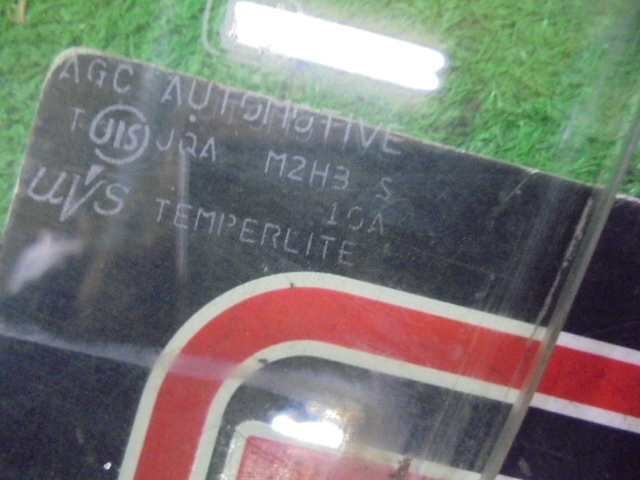 AGC AUTOMOTIVE
T JIS JQA M2H3 S
UVS TEMPERLITE 10A